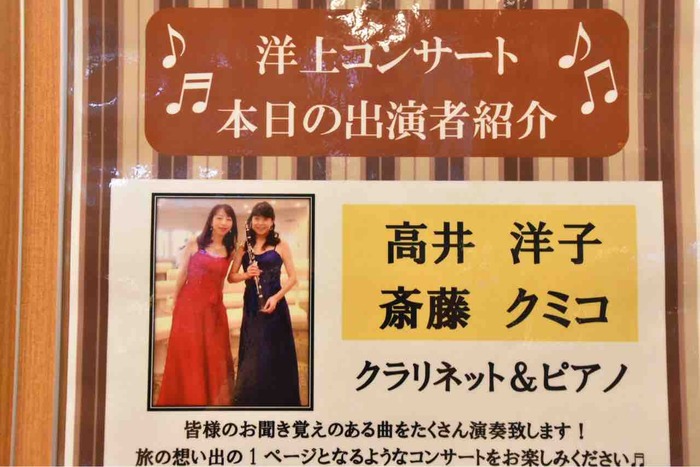 洋上コンサート
本日の出演者紹介
高井 洋子
斎藤 クミコ
クラリネット&ピアノ
皆様のお聞き覚えのある曲をたくさん演奏致します!
旅の想い出の1ページとなるようなコンサートをお楽しみください♬